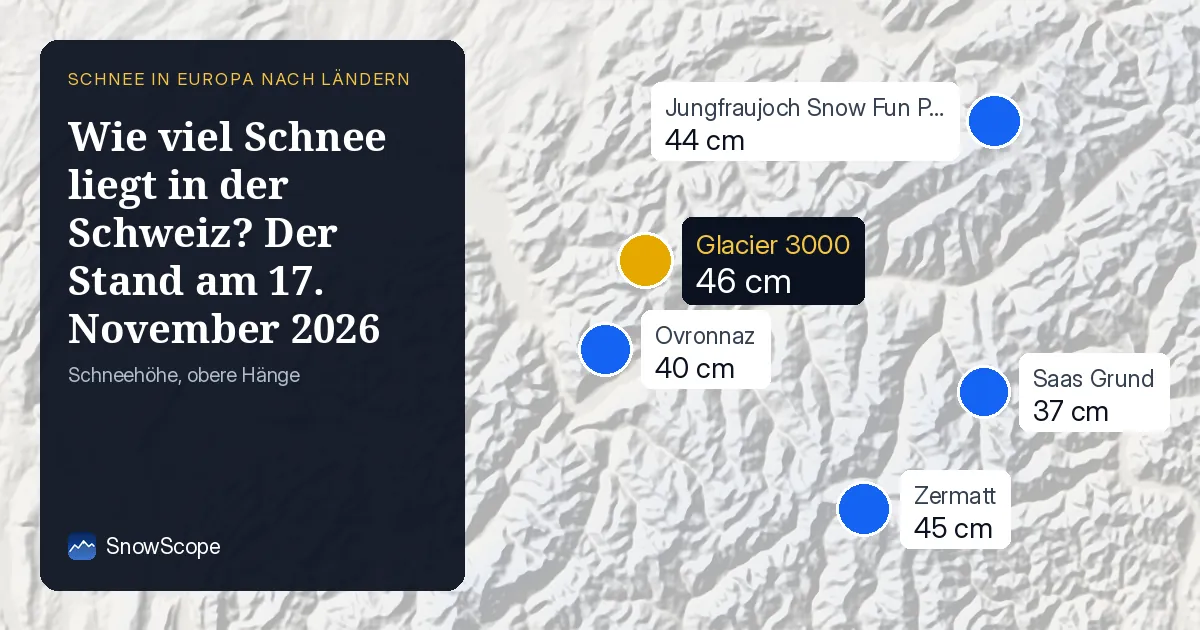 SCHNEE IN EUROPA NACH LÄNDERN
Wie viel Schnee
liegt in der
Schweiz? Der
Stand am 17.
November 2026
Schneehöhe, obere Hänge
SnowScope
Jungfraujoch Snow Fun P...
44 cm
Glacier 3000
46 cm
Ovronnaz
40 cm
Saas Grund
37 cm
Zermatt
45 cm